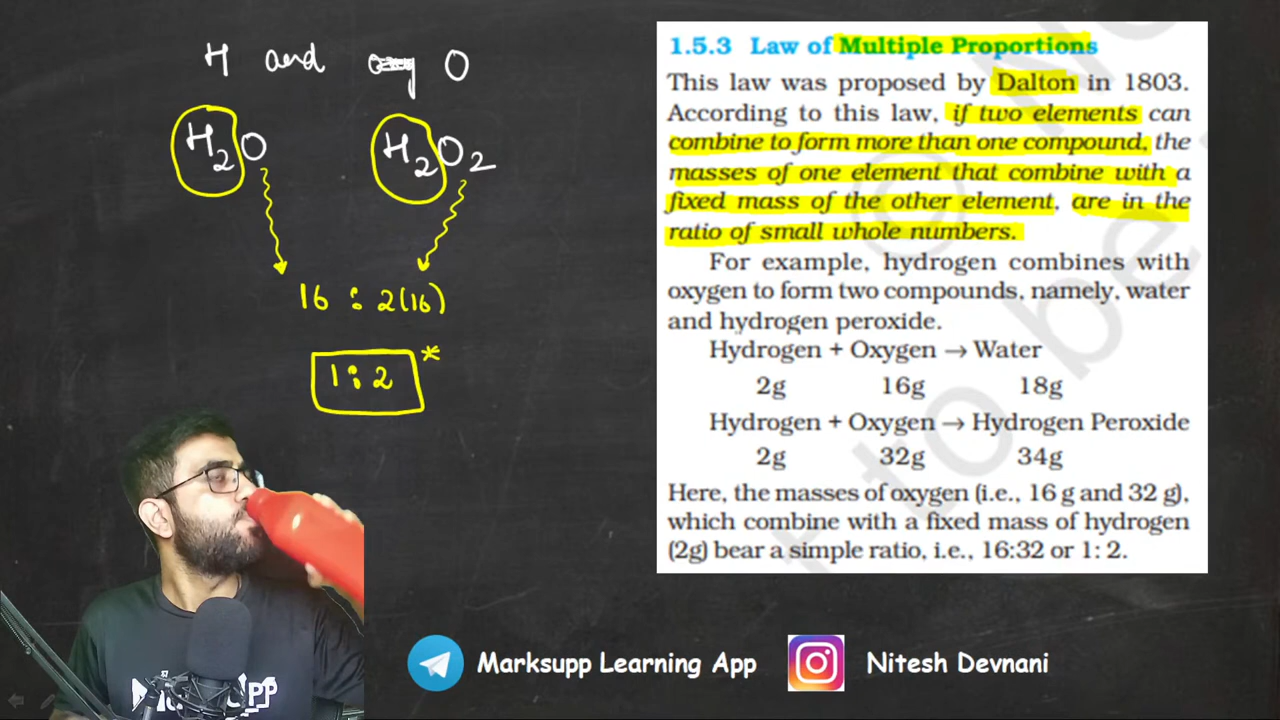 H and O
H₂O H₂O₂
16 : 2(16)
1 : 2 *
1.5.3 Law of Multiple Proportions
This law was proposed by Dalton in 1803.
According to this law, if two elements can
combine to form more than one compound, the
masses of one element that combine with a
fixed mass of the other element, are in the
ratio of small whole numbers.
For example, hydrogen combines with
oxygen to form two compounds, namely, water
and hydrogen peroxide.
Hydrogen + Oxygen → Water
2g 16g 18g
Hydrogen + Oxygen → Hydrogen Peroxide
2g 32g 34g
Here, the masses of oxygen (i.e., 16 g and 32 g),
which combine with a fixed mass of hydrogen
(2g) bear a simple ratio, i.e., 16:32 or 1: 2.
Marksupp Learning App Nitesh Devnani